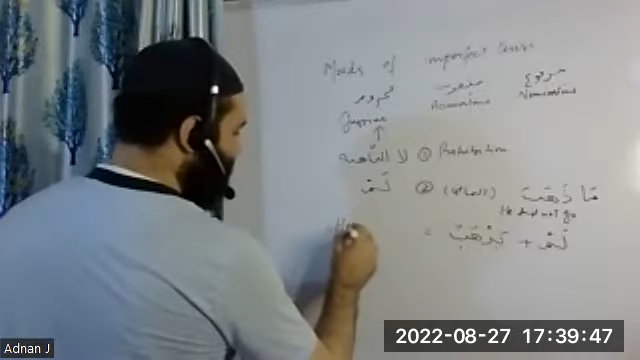 Moods of imperfect tense
مرفوع منصوب مجزوم
Nominative Accusative Jussive
لا الناهية ① Prohibition
مَا ذَهَبَ ② لَمْ
He did not go
لَمْ + يَذْهَبْ =
Adnan J
2022-08-27 17:39:47